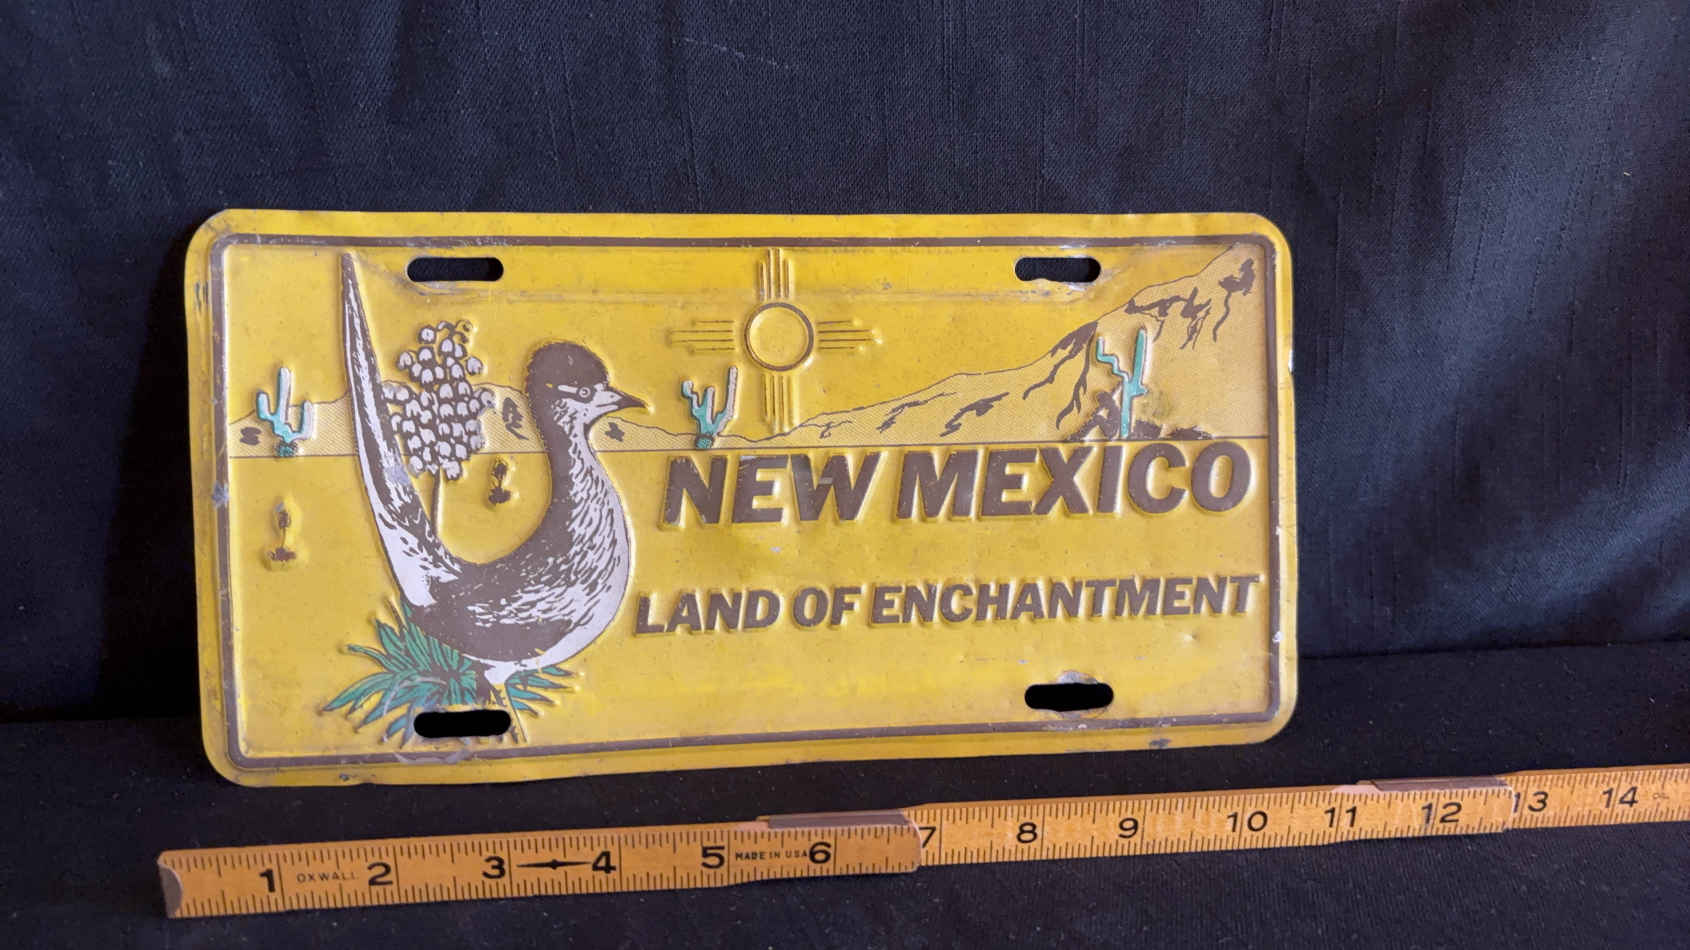 NEW MEXICO
LAND OF ENCHANTMENT
1 OXWALL 2 3 4 5 MADE IN USA 6 7 8 9 10 11 12 13 14